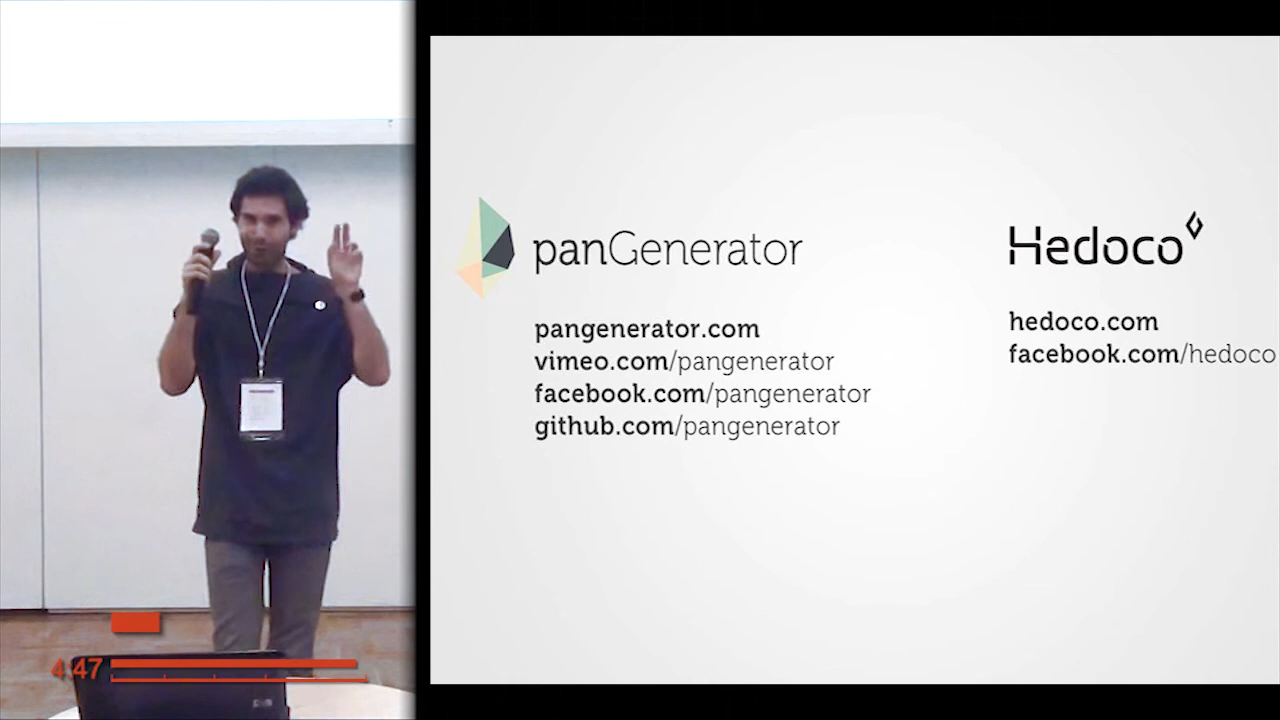 panGenerator
pangenerator.com
vimeo.com/pangenerator
facebook.com/pangenerator
github.com/pangenerator
Hedoco
hedoco.com
facebook.com/hedoco
4:47